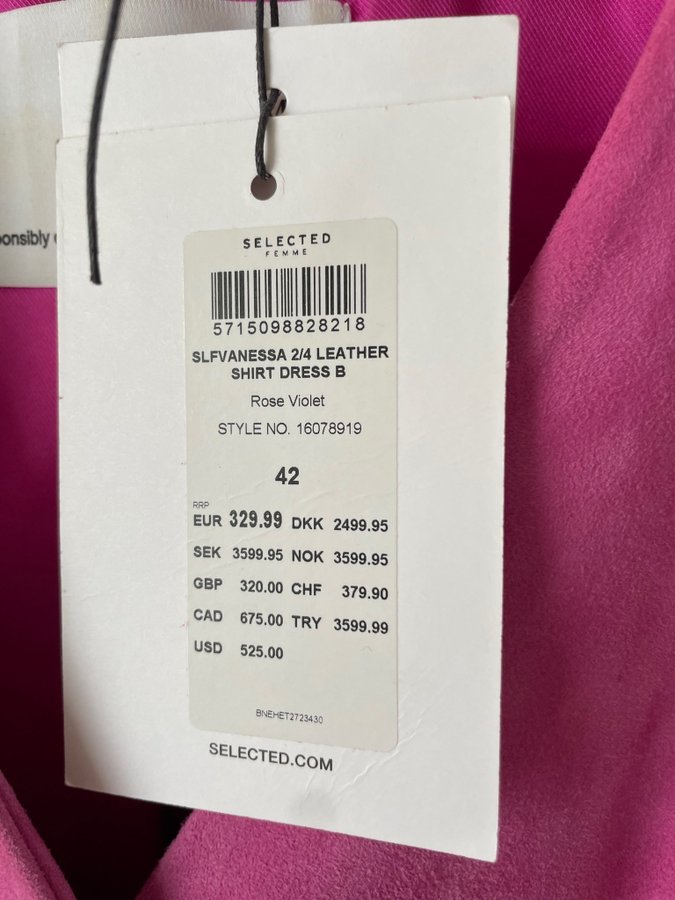 onsibly
SELECTED
FEMME
5715098828218
SLFVANESSA 2/4 LEATHER
SHIRT DRESS B
Rose Violet
STYLE NO. 16078919
42
RRP
EUR 329.99 DKK 2499.95
SEK 3599.95 NOK 3599.95
GBP 320.00 CHF 379.90
CAD 675.00 TRY 3599.99
USD 525.00
BNEHET2723430
SELECTED.COM